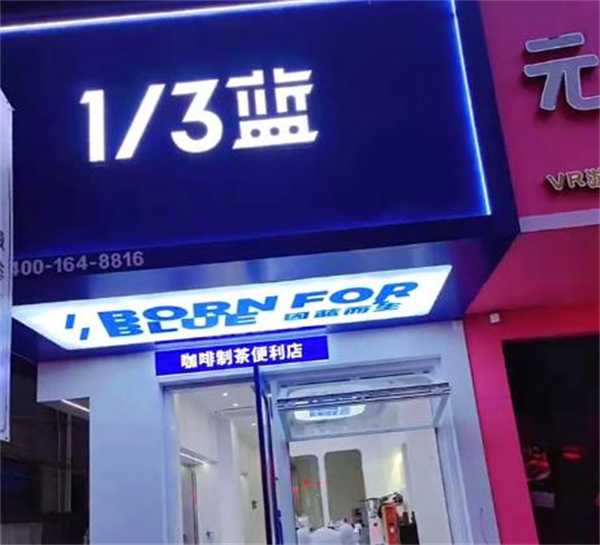 1/3蓝
元
VR
400-164-8816
BORN FOR
BLUE 因蓝而生
咖啡制茶便利店